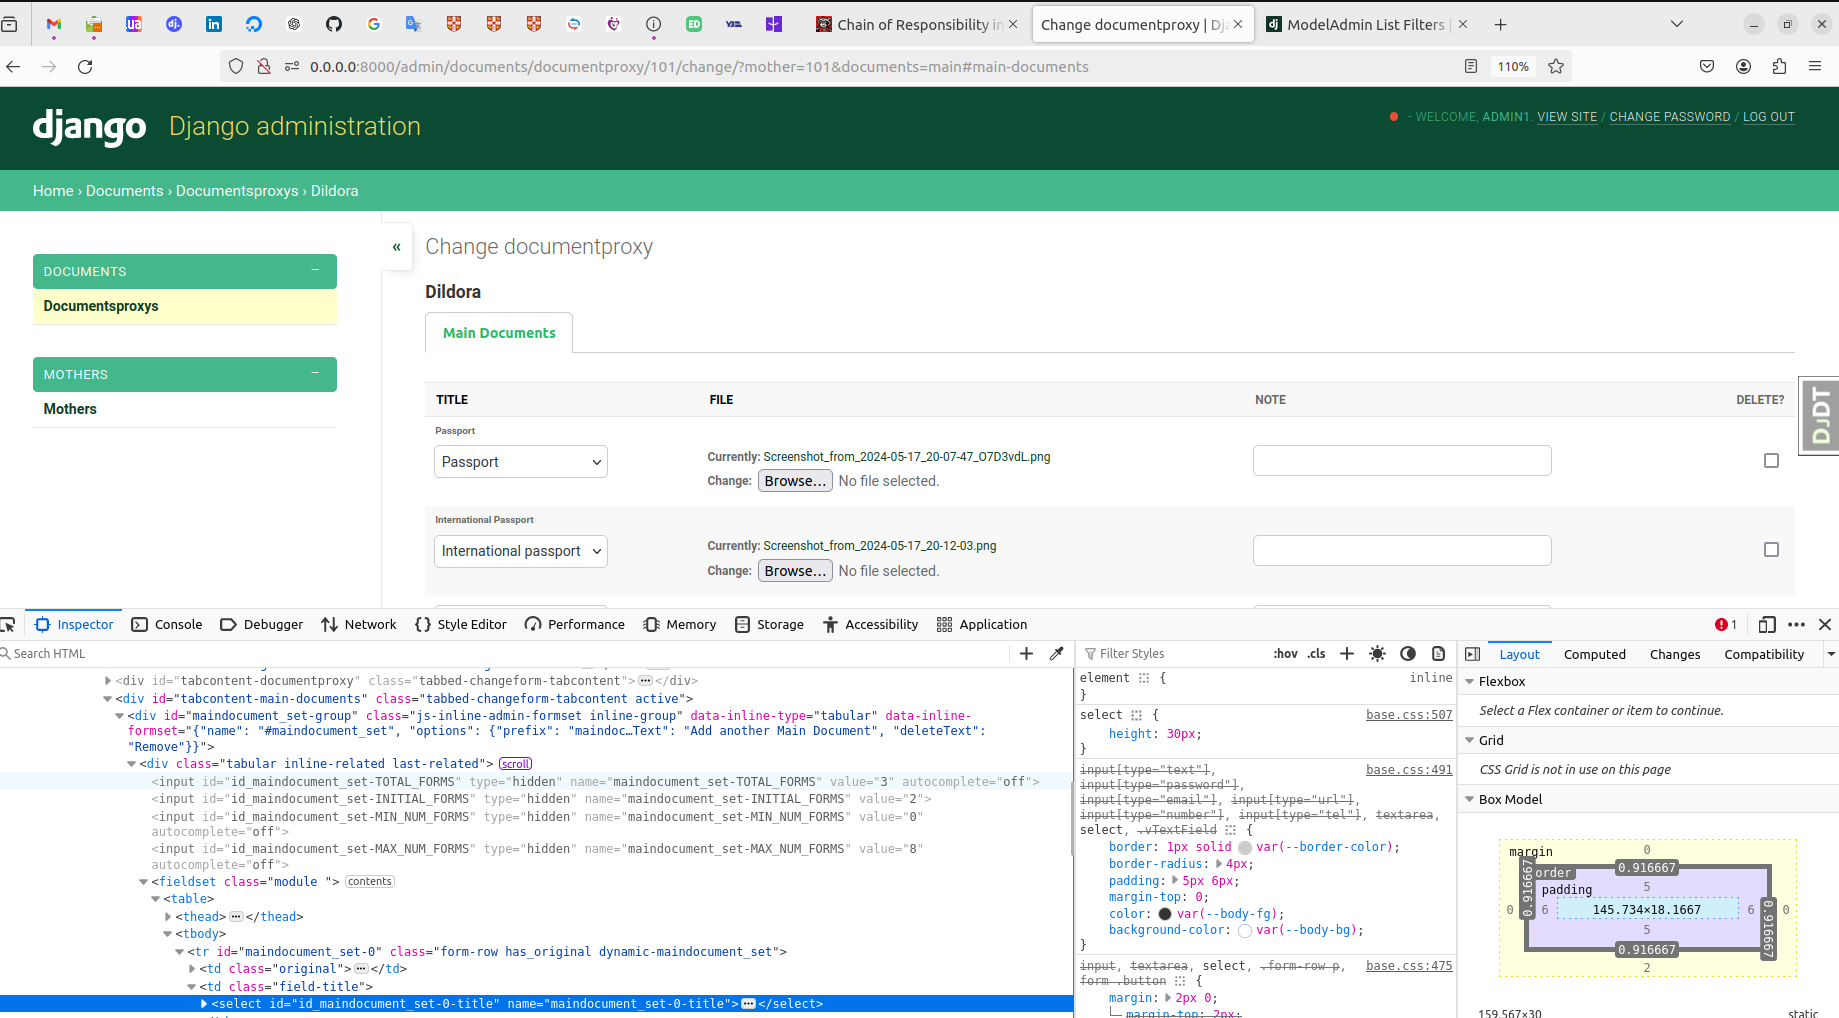 Chain of Responsibility in
Change documentproxy | Dja
ModelAdmin List Filters |
0.0.0.0:8000/admin/documents/documentproxy/101/change/?mother=101&documents=main#main-documents
110%
django
Django administration
- WELCOME, ADMIN1. VIEW SITE / CHANGE PASSWORD / LOG OUT
Home › Documents › Documentsproxys › Dildora
DOCUMENTS
Documentsproxys
MOTHERS
Mothers
«
Change documentproxy
Dildora
Main Documents
TITLE FILE NOTE DELETE?
Passport
Passport
Currently: Screenshot_from_2024-05-17_20-07-47_O7D3vdL.png
Change: Browse... No file selected.
International Passport
International passport
Currently: Screenshot_from_2024-05-17_20-12-03.png
Change: Browse... No file selected.
DJDT
Inspector Console Debugger Network Style Editor Performance Memory Storage Accessibility Application 1
Search HTML
<div id="tabcontent-documentproxy" class="tabbed-changeform-tabcontent"></div>
<div id="tabcontent-main-documents" class="tabbed-changeform-tabcontent active">
<div id="maindocument_set-group" class="js-inline-admin-formset inline-group" data-inline-type="tabular" data-inline-
formset="{"name": "#maindocument_set", "options": {"prefix": "maindoc…Text": "Add another Main Document", "deleteText":
"Remove"}}">
<div class="tabular inline-related last-related"> scroll
<input id="id_maindocument_set-TOTAL_FORMS" type="hidden" name="maindocument_set-TOTAL_FORMS" value="3" autocomplete="off">
<input id="id_maindocument_set-INITIAL_FORMS" type="hidden" name="maindocument_set-INITIAL_FORMS" value="2">
<input id="id_maindocument_set-MIN_NUM_FORMS" type="hidden" name="maindocument_set-MIN_NUM_FORMS" value="0"
autocomplete="off">
<input id="id_maindocument_set-MAX_NUM_FORMS" type="hidden" name="maindocument_set-MAX_NUM_FORMS" value="8"
autocomplete="off">
<fieldset class="module "> contents
<table>
<thead></thead>
<tbody>
<tr id="maindocument_set-0" class="form-row has_original dynamic-maindocument_set">
<td class="original"></td>
<td class="field-title">
<select id="id_maindocument_set-0-title" name="maindocument_set-0-title"></select>
Filter Styles :hov .cls
element { inline
}
select { base.css:507
height: 30px;
}
input[type="text"], base.css:491
input[type="password"],
input[type="email"], input[type="url"],
input[type="number"], input[type="tel"], textarea,
select, .vTextField {
border: 1px solid var(--border-color);
border-radius: 4px;
padding: 5px 6px;
margin-top: 0;
color: var(--body-fg);
background-color: var(--body-bg);
}
input, textarea, select, .form-row p, base.css:475
form .button {
margin: 2px 0;
margin-top: 2px;
Layout Computed Changes Compatibility
Flexbox
Select a Flex container or item to continue.
Grid
CSS Grid is not in use on this page
Box Model
margin 0
border 0.916667
padding 5
0 0.916667 6 145.734×18.1667 6 0.916667 0
5
0.916667
2
159.567×30 static